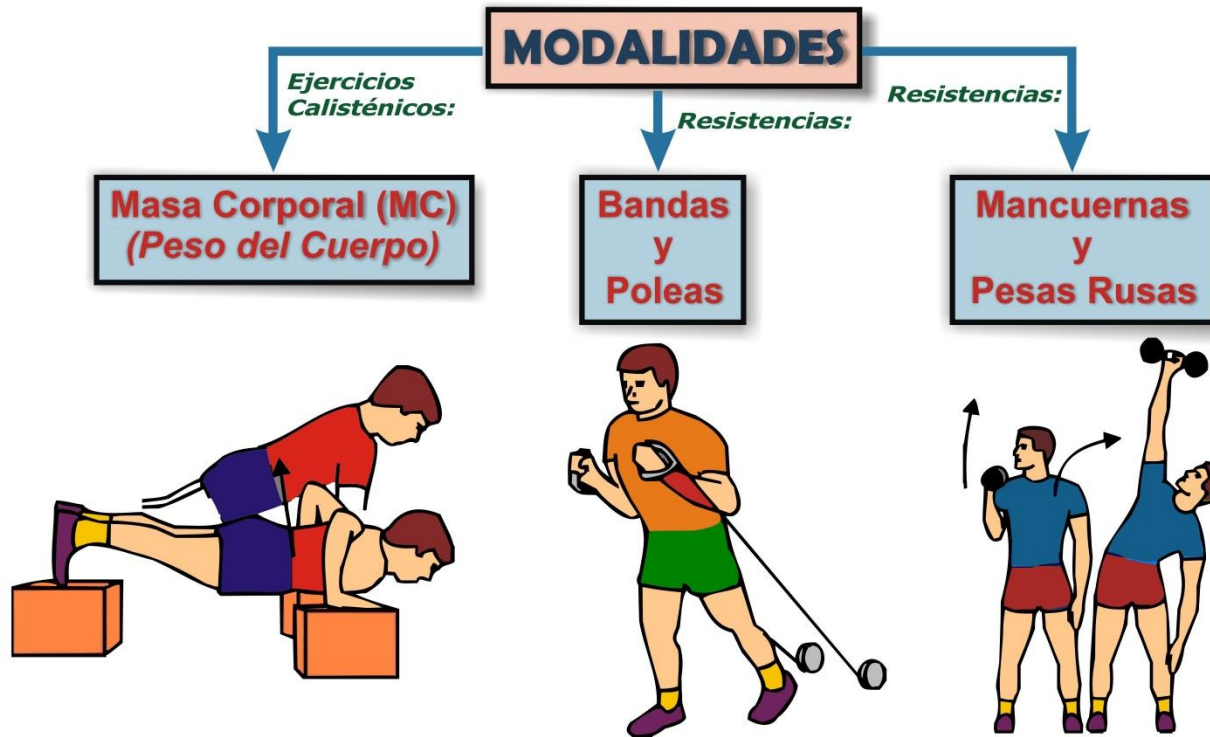 MODALIDADES
Ejercicios
Calisténicos:
Masa Corporal (MC)
(Peso del Cuerpo)
Resistencias:
Bandas
y
Poleas
Resistencias:
Mancuernas
y
Pesas Rusas